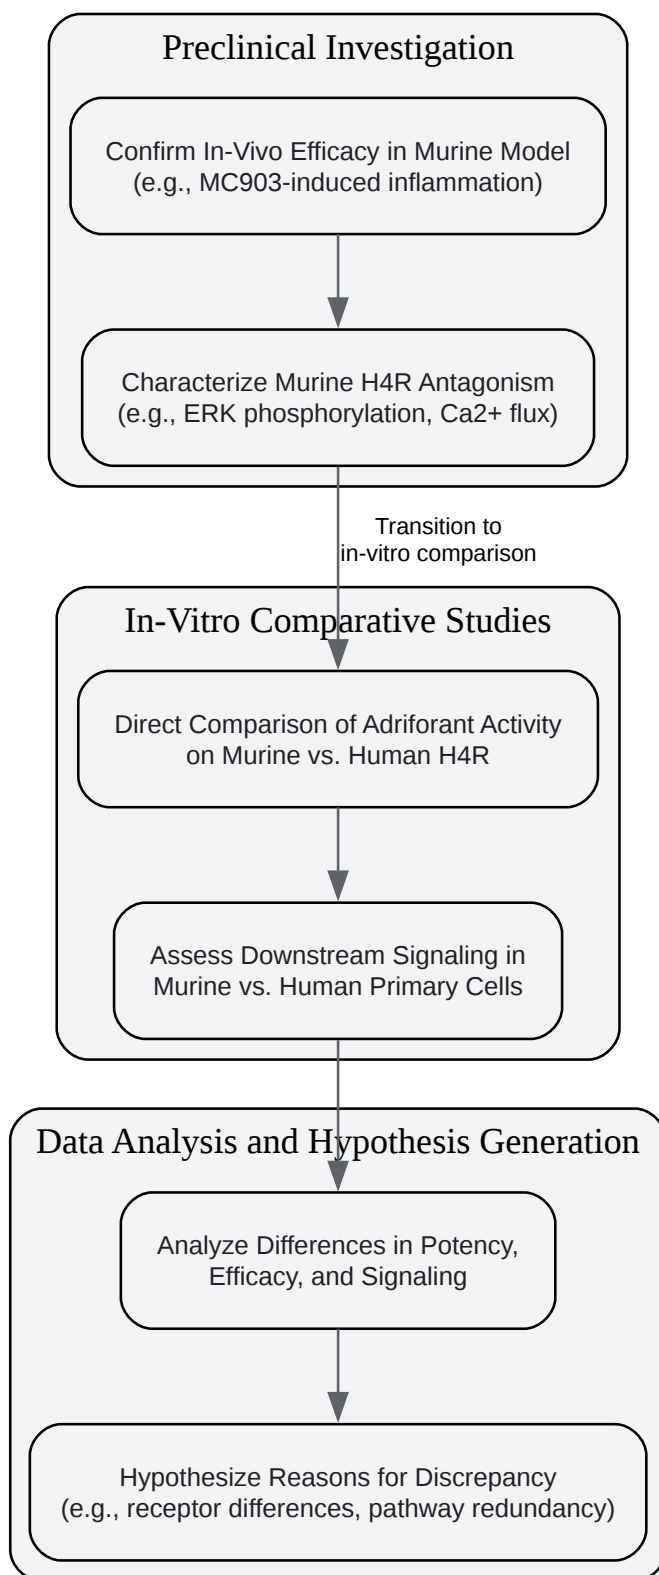 Preclinical Investigation
Confirm In-Vivo Efficacy in Murine Model
(e.g., MC903-induced inflammation)
Characterize Murine H4R Antagonism
(e.g., ERK phosphorylation, Ca2+ flux)
Transition to
in-vitro comparison
In-Vitro Comparative Studies
Direct Comparison of Adriforant Activity
on Murine vs. Human H4R
Assess Downstream Signaling in
Murine vs. Human Primary Cells
Data Analysis and Hypothesis Generation
Analyze Differences in Potency,
Efficacy, and Signaling
Hypothesize Reasons for Discrepancy
(e.g., receptor differences, pathway redundancy)